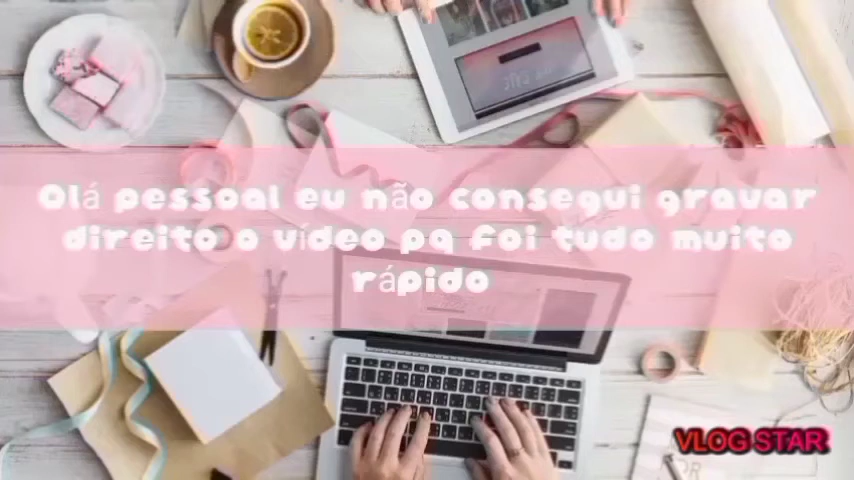 Olá pessoal eu não consegui gravar
direito o vídeo pq foi tudo muito
rápido
VLOG STAR